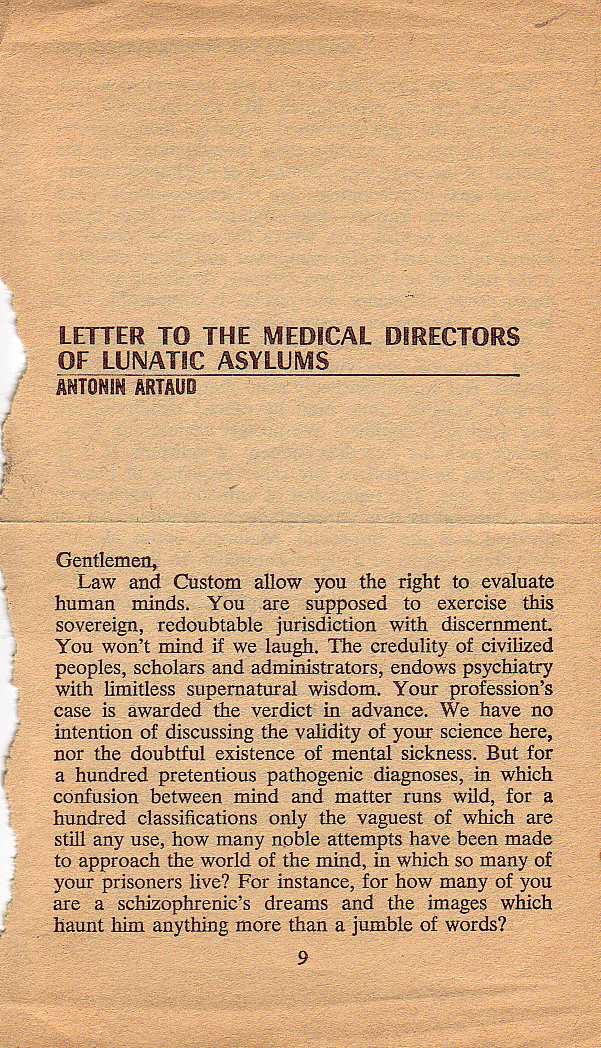 LETTER TO THE MEDICAL DIRECTORS
OF LUNATIC ASYLUMS
ANTONIN ARTAUD
Gentlemen,
Law and Custom allow you the right to evaluate
human minds. You are supposed to exercise this
sovereign, redoubtable jurisdiction with discernment.
You won't mind if we laugh. The credulity of civilized
peoples, scholars and administrators, endows psychiatry
with limitless supernatural wisdom. Your profession's
case is awarded the verdict in advance. We have no
intention of discussing the validity of your science here,
nor the doubtful existence of mental sickness. But for
a hundred pretentious pathogenic diagnoses, in which
confusion between mind and matter runs wild, for a
hundred classifications only the vaguest of which are
still any use, how many noble attempts have been made
to approach the world of the mind, in which so many of
your prisoners live? For instance, for how many of you
are a schizophrenic's dreams and the images which
haunt him anything more than a jumble of words?
9